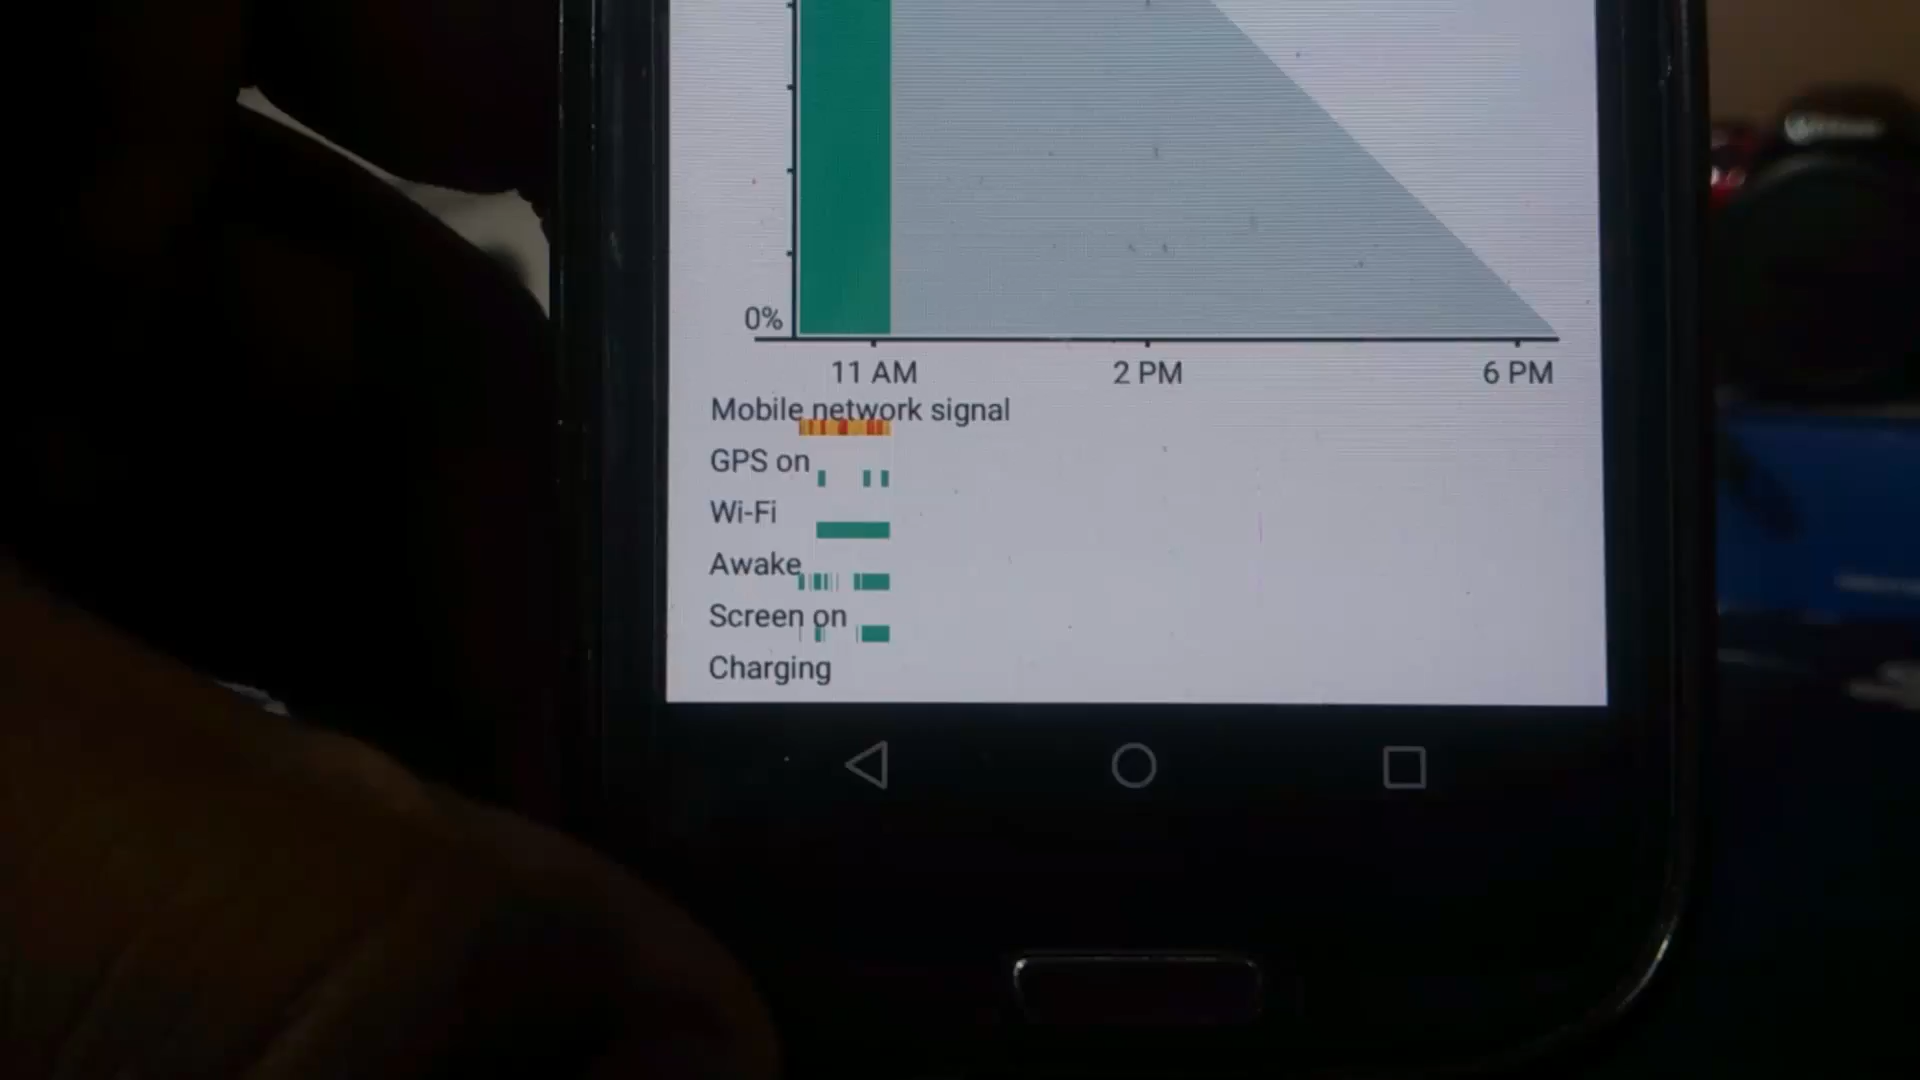 0%
11 AM 2 PM 6 PM
Mobile network signal
GPS on
Wi-Fi
Awake
Screen on
Charging